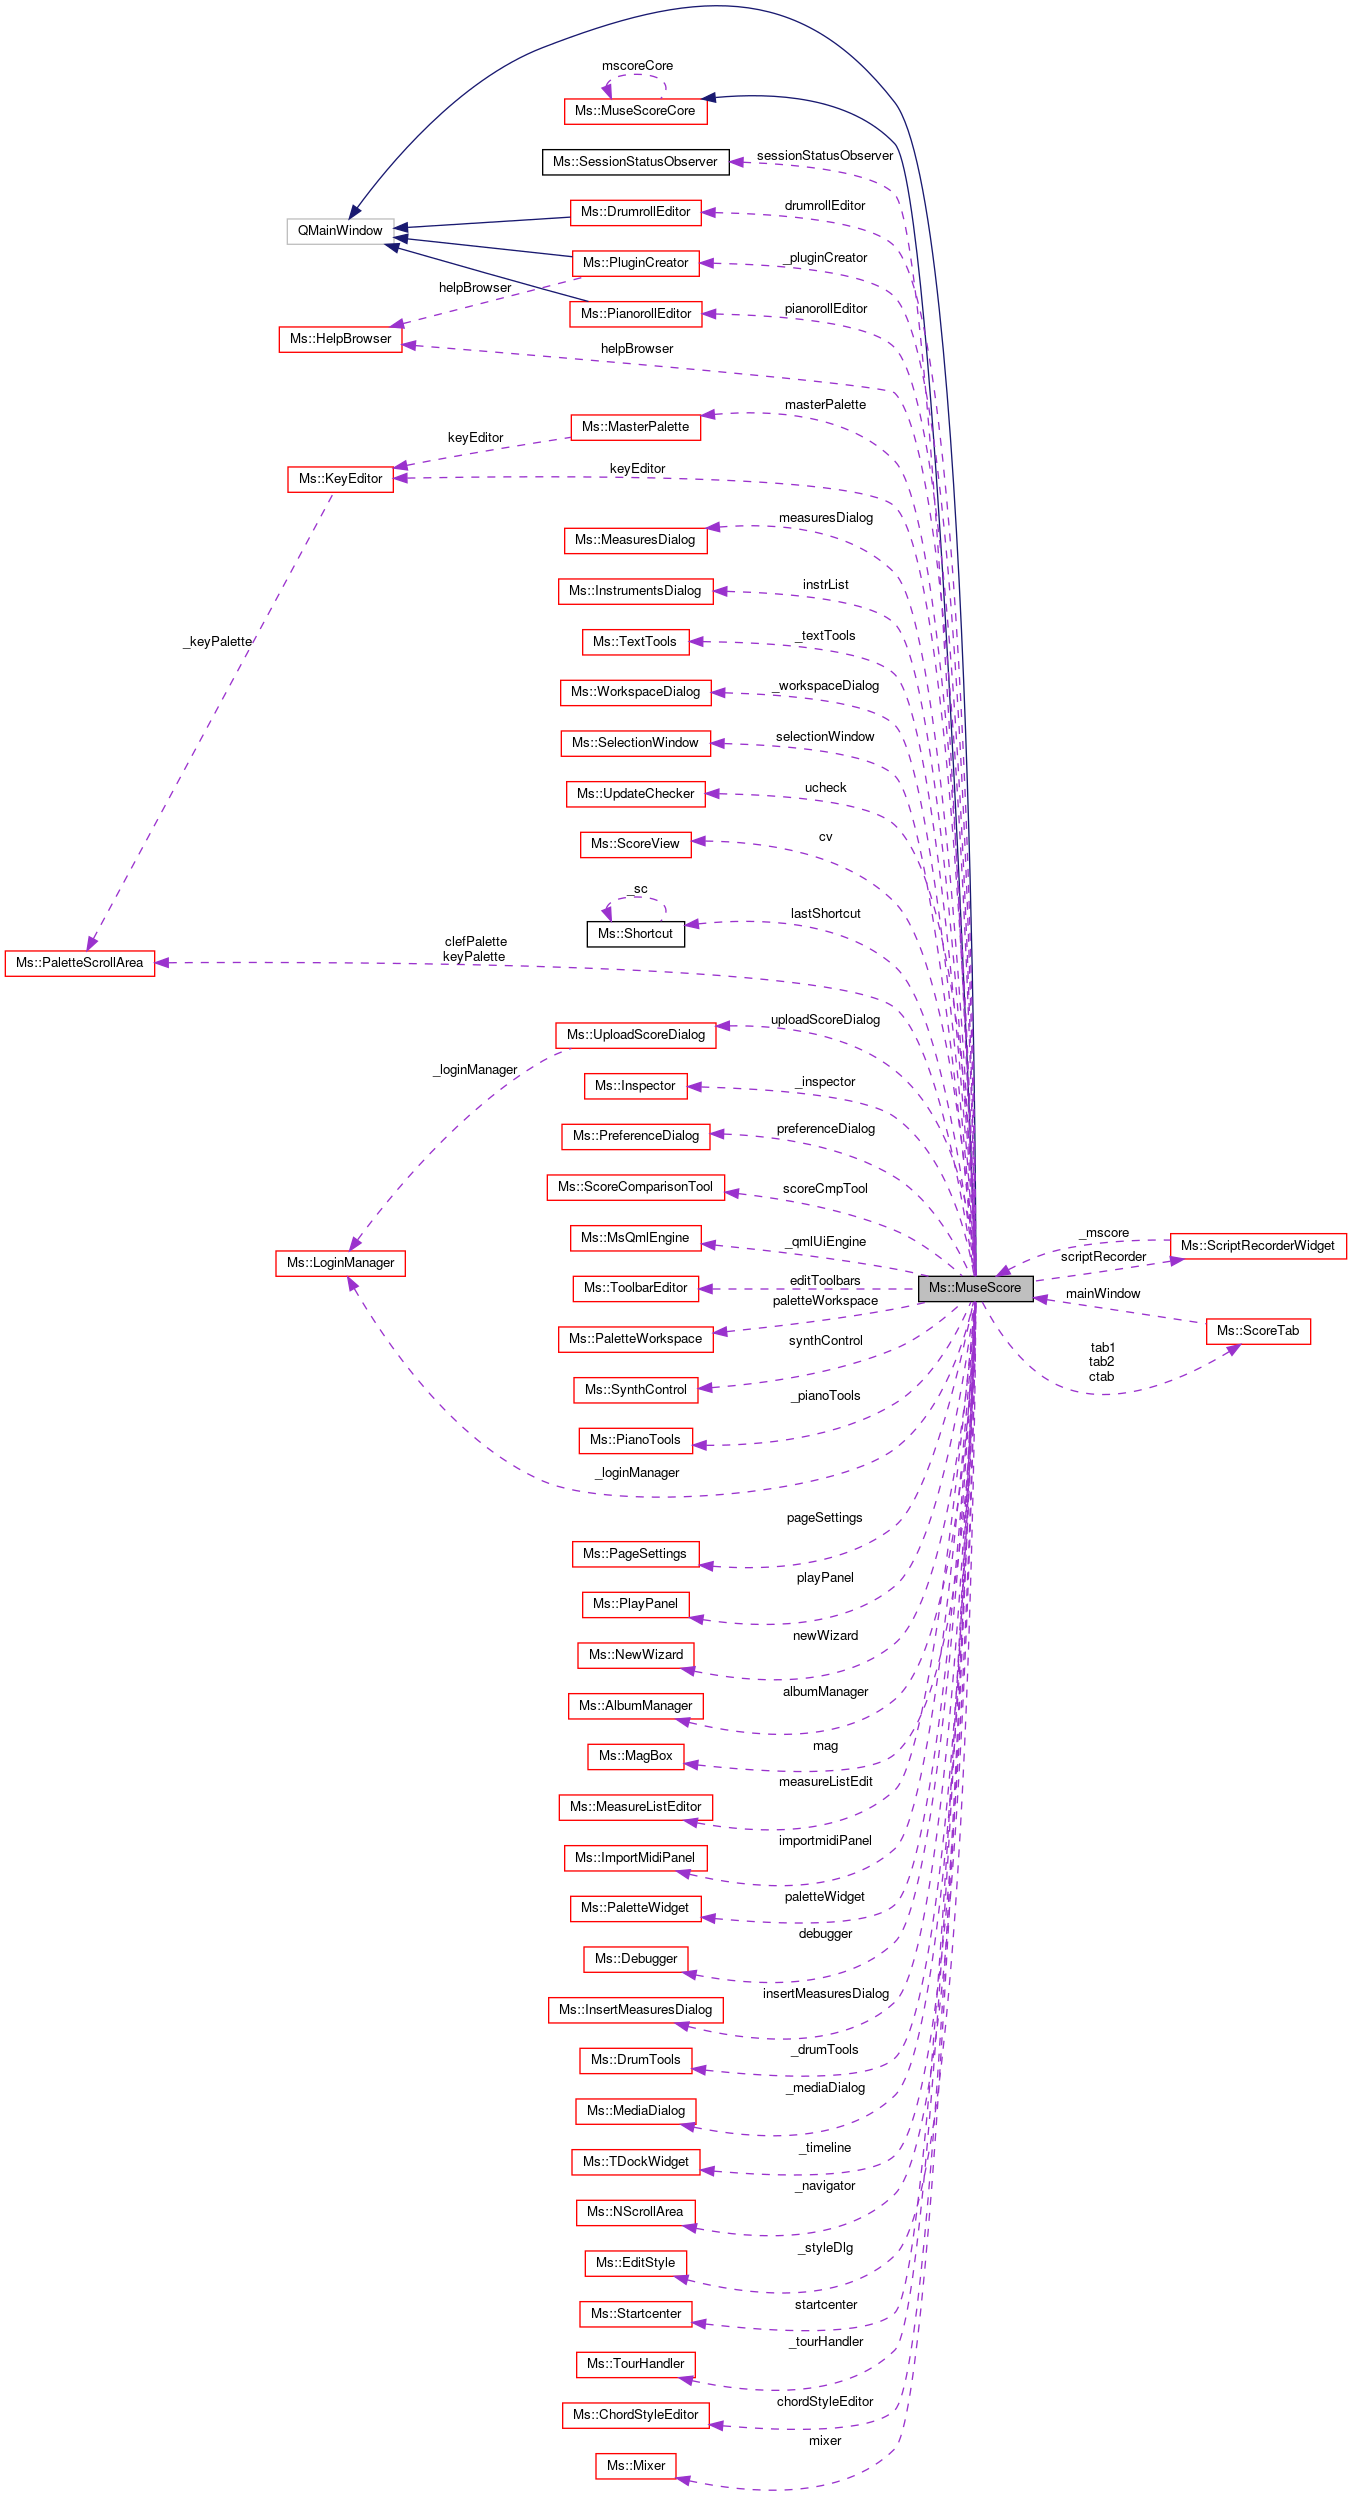 mscoreCore
Ms::MuseScoreCore
sessionStatusObserver
Ms::SessionStatusObserver
drumrollEditor
Ms::DrumrollEditor
QMainWindow
_pluginCreator
Ms::PluginCreator
helpBrowser
pianorollEditor
Ms::PianorollEditor
Ms::HelpBrowser
helpBrowser
masterPalette
Ms::MasterPalette
keyEditor
keyEditor
Ms::KeyEditor
measuresDialog
Ms::MeasuresDialog
instrList
Ms::InstrumentsDialog
_textTools
Ms::TextTools
_keyPalette
_workspaceDialog
Ms::WorkspaceDialog
selectionWindow
Ms::SelectionWindow
ucheck
Ms::UpdateChecker
cv
Ms::ScoreView
_sc
lastShortcut
Ms::Shortcut
clefPalette
keyPalette
Ms::PaletteScrollArea
uploadScoreDialog
Ms::UploadScoreDialog
_loginManager
_inspector
Ms::Inspector
preferenceDialog
Ms::PreferenceDialog
scoreCmpTool
Ms::ScoreComparisonTool
_mscore
_qmlUiEngine
Ms::MsQmlEngine
Ms::ScriptRecorderWidget
scriptRecorder
Ms::LoginManager
editToolbars
Ms::ToolbarEditor
Ms::MuseScore
mainWindow
paletteWorkspace
Ms::PaletteWorkspace
Ms::ScoreTab
synthControl
tab1
tab2
ctab
Ms::SynthControl
_pianoTools
Ms::PianoTools
_loginManager
pageSettings
Ms::PageSettings
playPanel
Ms::PlayPanel
newWizard
Ms::NewWizard
albumManager
Ms::AlbumManager
mag
Ms::MagBox
measureListEdit
Ms::MeasureListEditor
importmidiPanel
Ms::ImportMidiPanel
paletteWidget
Ms::PaletteWidget
debugger
Ms::Debugger
insertMeasuresDialog
Ms::InsertMeasuresDialog
_drumTools
Ms::DrumTools
_mediaDialog
Ms::MediaDialog
_timeline
Ms::TDockWidget
_navigator
Ms::NScrollArea
_styleDlg
Ms::EditStyle
startcenter
Ms::Startcenter
_tourHandler
Ms::TourHandler
chordStyleEditor
Ms::ChordStyleEditor
mixer
Ms::Mixer